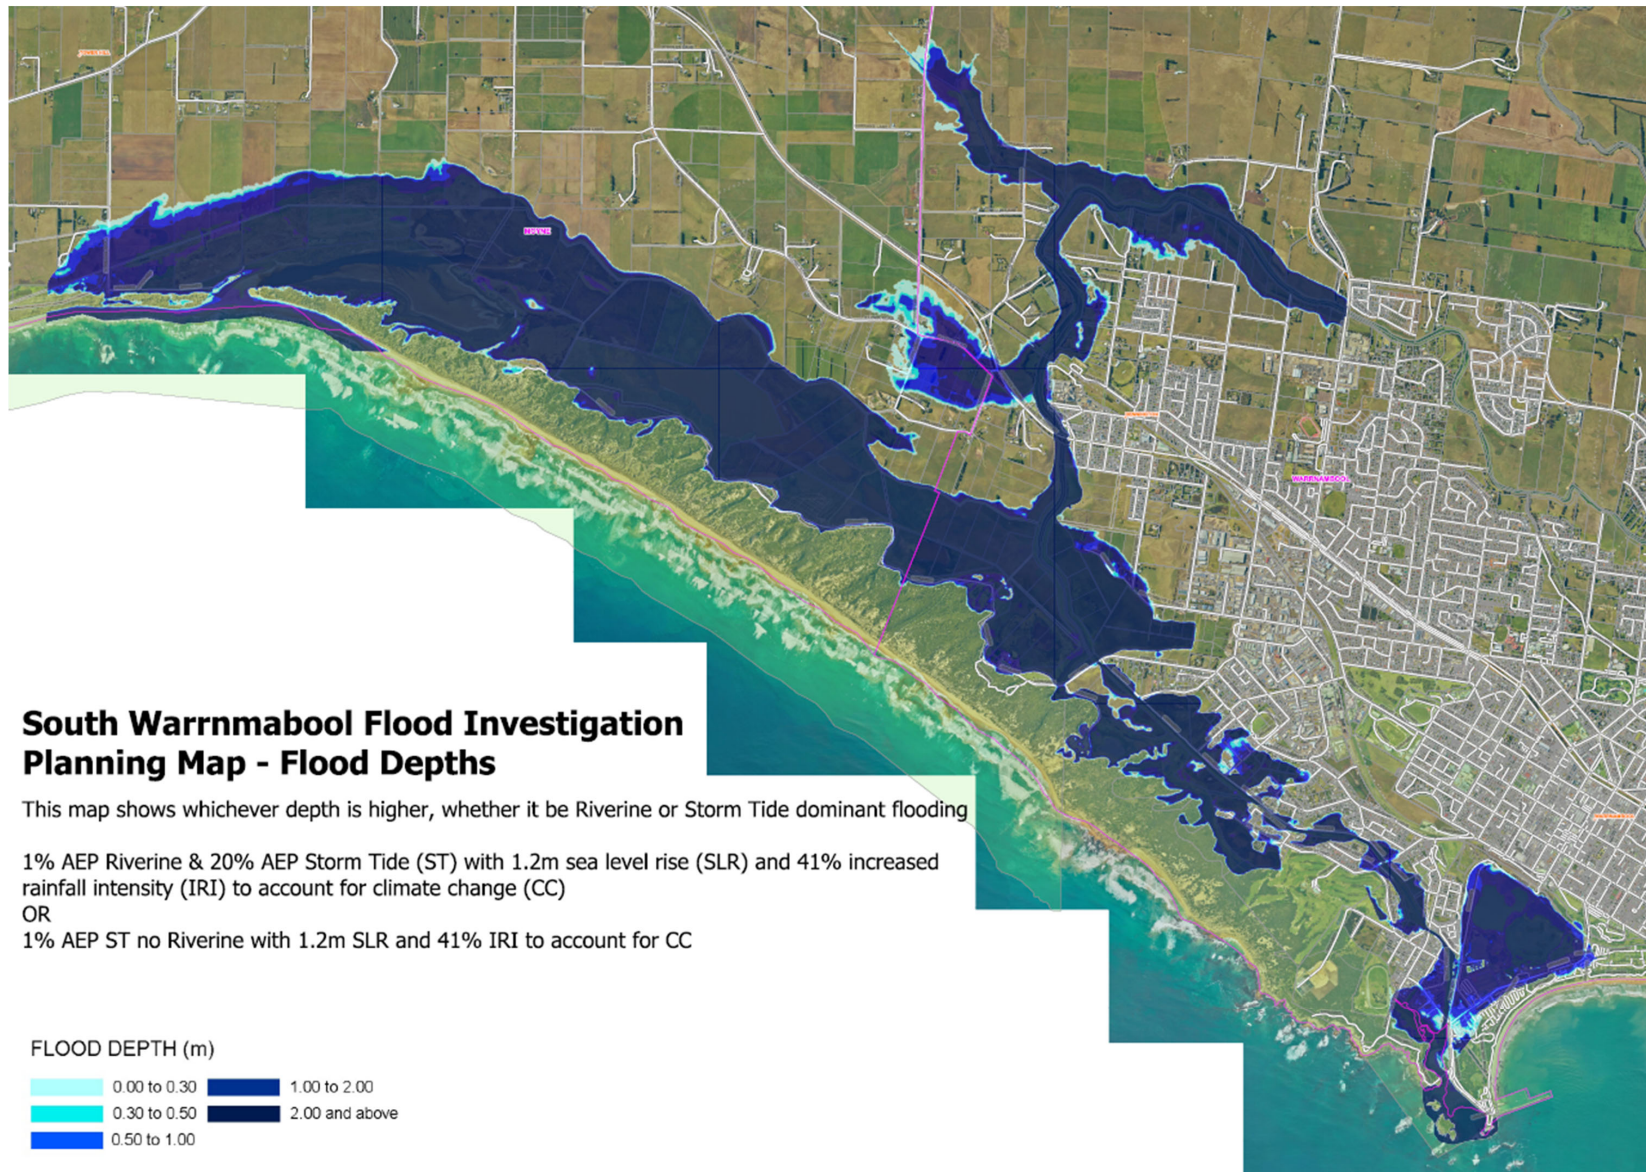 MOYNE
WARRNAMBOOL
South Warrnmabool Flood Investigation
Planning Map - Flood Depths
This map shows whichever depth is higher, whether it be Riverine or Storm Tide dominant flooding
1% AEP Riverine & 20% AEP Storm Tide (ST) with 1.2m sea level rise (SLR) and 41% increased
rainfall intensity (IRI) to account for climate change (CC)
OR
1% AEP ST no Riverine with 1.2m SLR and 41% IRI to account for CC
FLOOD DEPTH (m)
0.00 to 0.30
1.00 to 2.00
0.30 to 0.50
2.00 and above
0.50 to 1.00